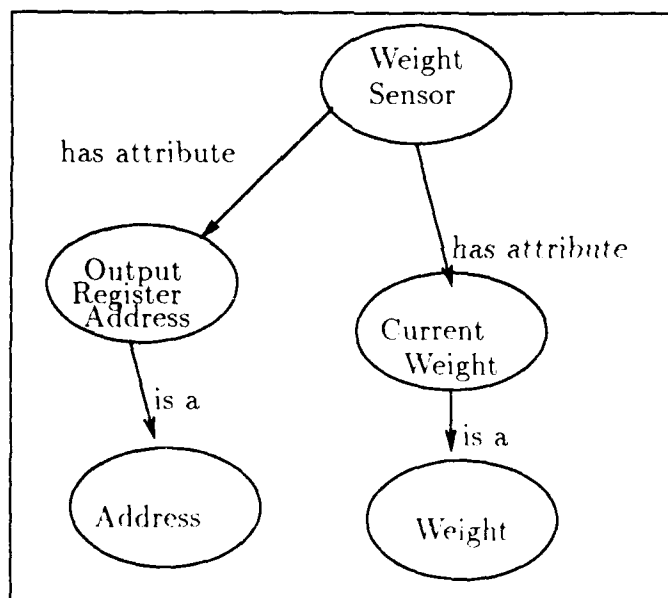 Weight
Sensor
has attribute
has attribute
Output
Register
Address
Current
Weight
is a
is a
Address
Weight